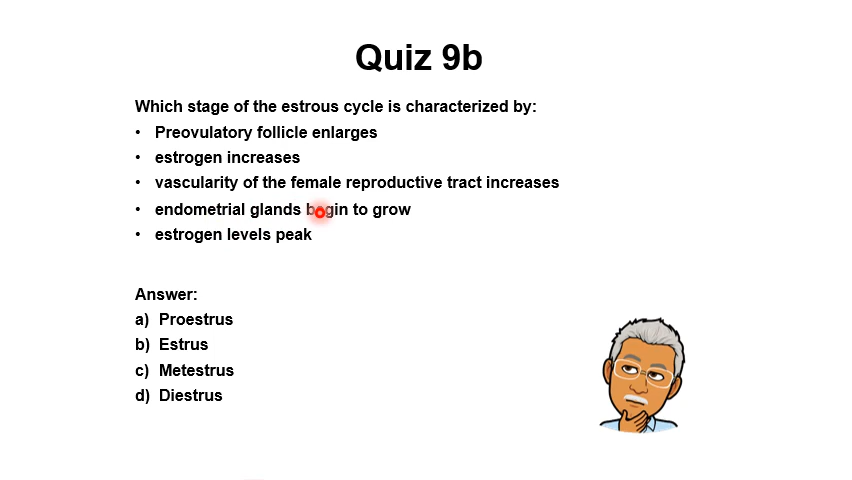 Quiz 9b
Which stage of the estrous cycle is characterized by:
• Preovulatory follicle enlarges
• estrogen increases
• vascularity of the female reproductive tract increases
• endometrial glands begin to grow
• estrogen levels peak
Answer:
a) Proestrus
b) Estrus
c) Metestrus
d) Diestrus